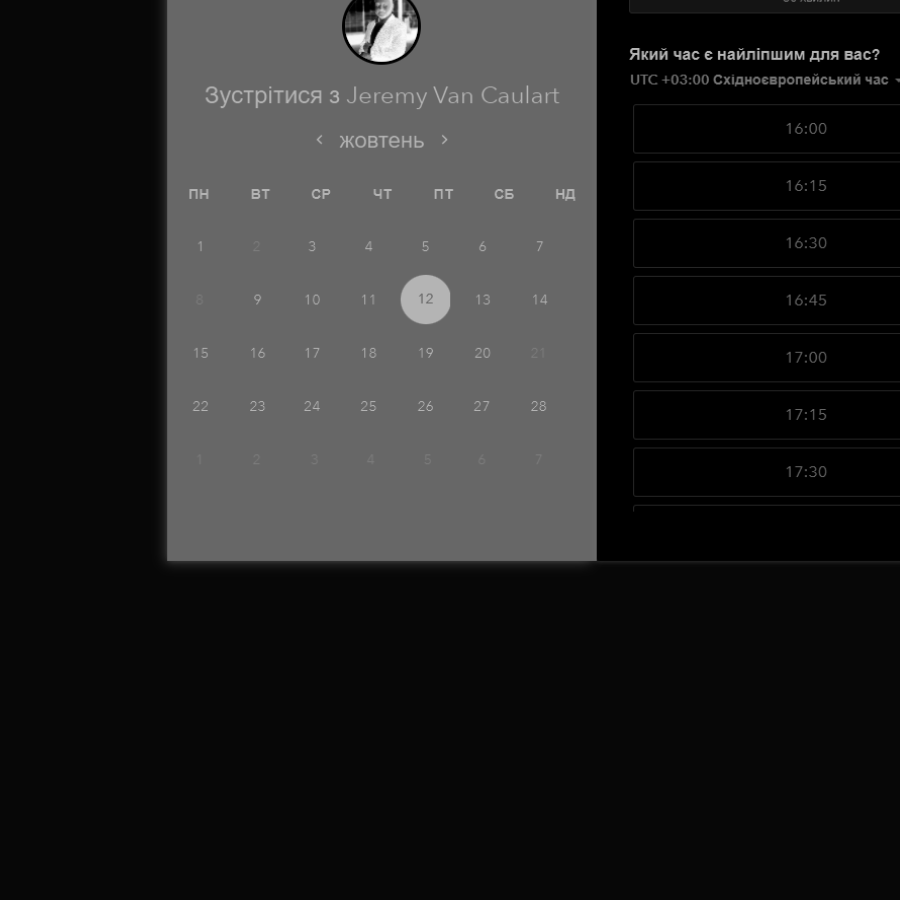 Зустрітися з Jeremy Van Caulart
жовтень
ПН ВТ СР ЧТ ПТ СБ НД
1 2 3 4 5 6 7
8 9 10 11 12 13 14
15 16 17 18 19 20 21
22 23 24 25 26 27 28
1 2 3 4 5 6 7
Який час є найліпшим для вас?
UTC +03:00 Східноєвропейський час
16:00
16:15
16:30
16:45
17:00
17:15
17:30